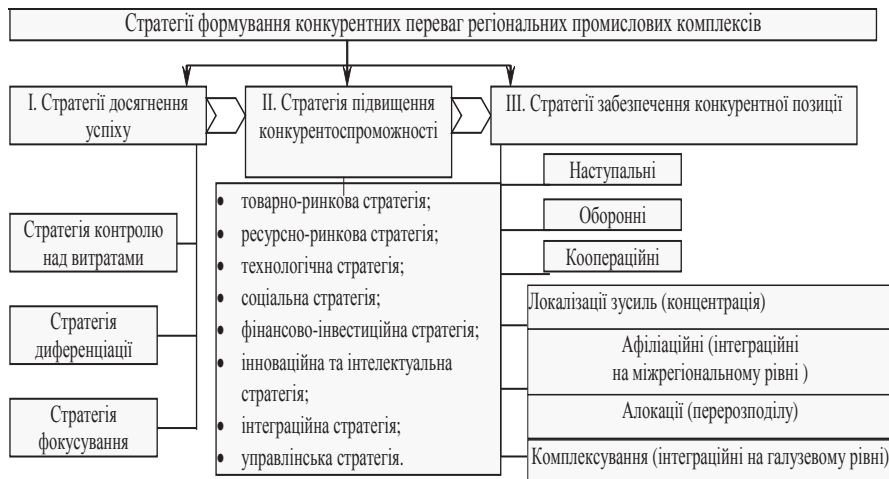 Стратегії формування конкурентних переваг регіональних промислових комплексів
І. Стратегії досягнення
успіху
ІІ. Стратегія підвищення
конкурентоспроможності
ІІІ. Стратегії забезпечення конкурентної позиції
Стратегія контролю
над витратами
Стратегія
диференціації
Стратегія
фокусування
• товарно-ринкова стратегія;
• ресурсно-ринкова стратегія;
• технологічна стратегія;
• соціальна стратегія;
• фінансово-інвестиційна стратегія;
• інноваційна та інтелектуальна
стратегія;
• інтеграційна стратегія;
• управлінська стратегія.
Наступальні
Оборонні
Коопераційні
Локалізації зусиль (концентрація)
Афіліаційні (інтеграційні
на міжрегіональному рівні )
Алокації (перерозподілу)
Комплексування (інтеграційні на галузевому рівні)